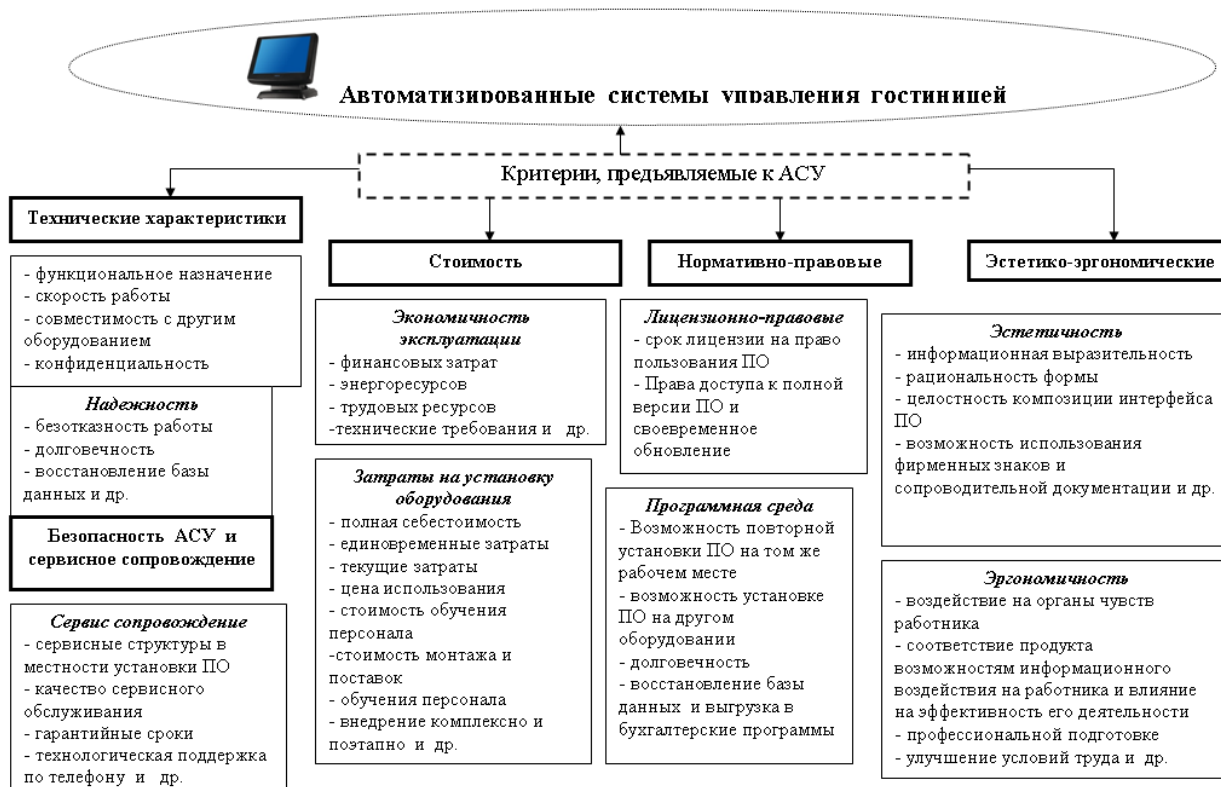 Автоматизированные системы управления гостиницей
Критерии, предъявляемые к АСУ
Технические характеристики
- функциональное назначение
- скорость работы
- совместимость с другим
оборудованием
- конфиденциальность
Надежность
- безотказность работы
- долговечность
- восстановление базы
данных и др.
Безопасность АСУ и
сервисное сопровождение
Сервис сопровождение
- сервисные структуры в
местности установки ПО
- качество сервисного
обслуживания
- гарантийные сроки
- технологическая поддержка
по телефону и др.
Стоимость
Экономичность
эксплуатации
- финансовых затрат
- энергоресурсов
- трудовых ресурсов
-технические требования и др.
Затраты на установку
оборудования
- полная себестоимость
- единовременные затраты
- текущие затраты
- цена использования
- стоимость обучения
персонала
-стоимость монтажа и
поставок
- обучения персонала
- внедрение комплексно и
поэтапно и др.
Нормативно-правовые
Лицензионно-правовые
- срок лицензии на право
пользования ПО
- Права доступа к полной
версии ПО и
своевременное
обновление
Программная среда
- Возможность повторной
установки ПО на том же
рабочем месте
- возможность установке
ПО на другом
оборудовании
- долговечность
- восстановление базы
данных и выгрузка в
бухгалтерские программы
Эстетико-эргономические
Эстетичность
- информационная выразительность
- рациональность формы
- целостность композиции интерфейса
ПО
- возможность использования
фирменных знаков и
сопроводительной документации и др.
Эргономичность
- воздействие на органы чувств
работника
- соответствие продукта
возможностям информационного
воздействия на работника и влияние
на эффективность его деятельности
- профессиональной подготовке
- улучшение условий труда и др.